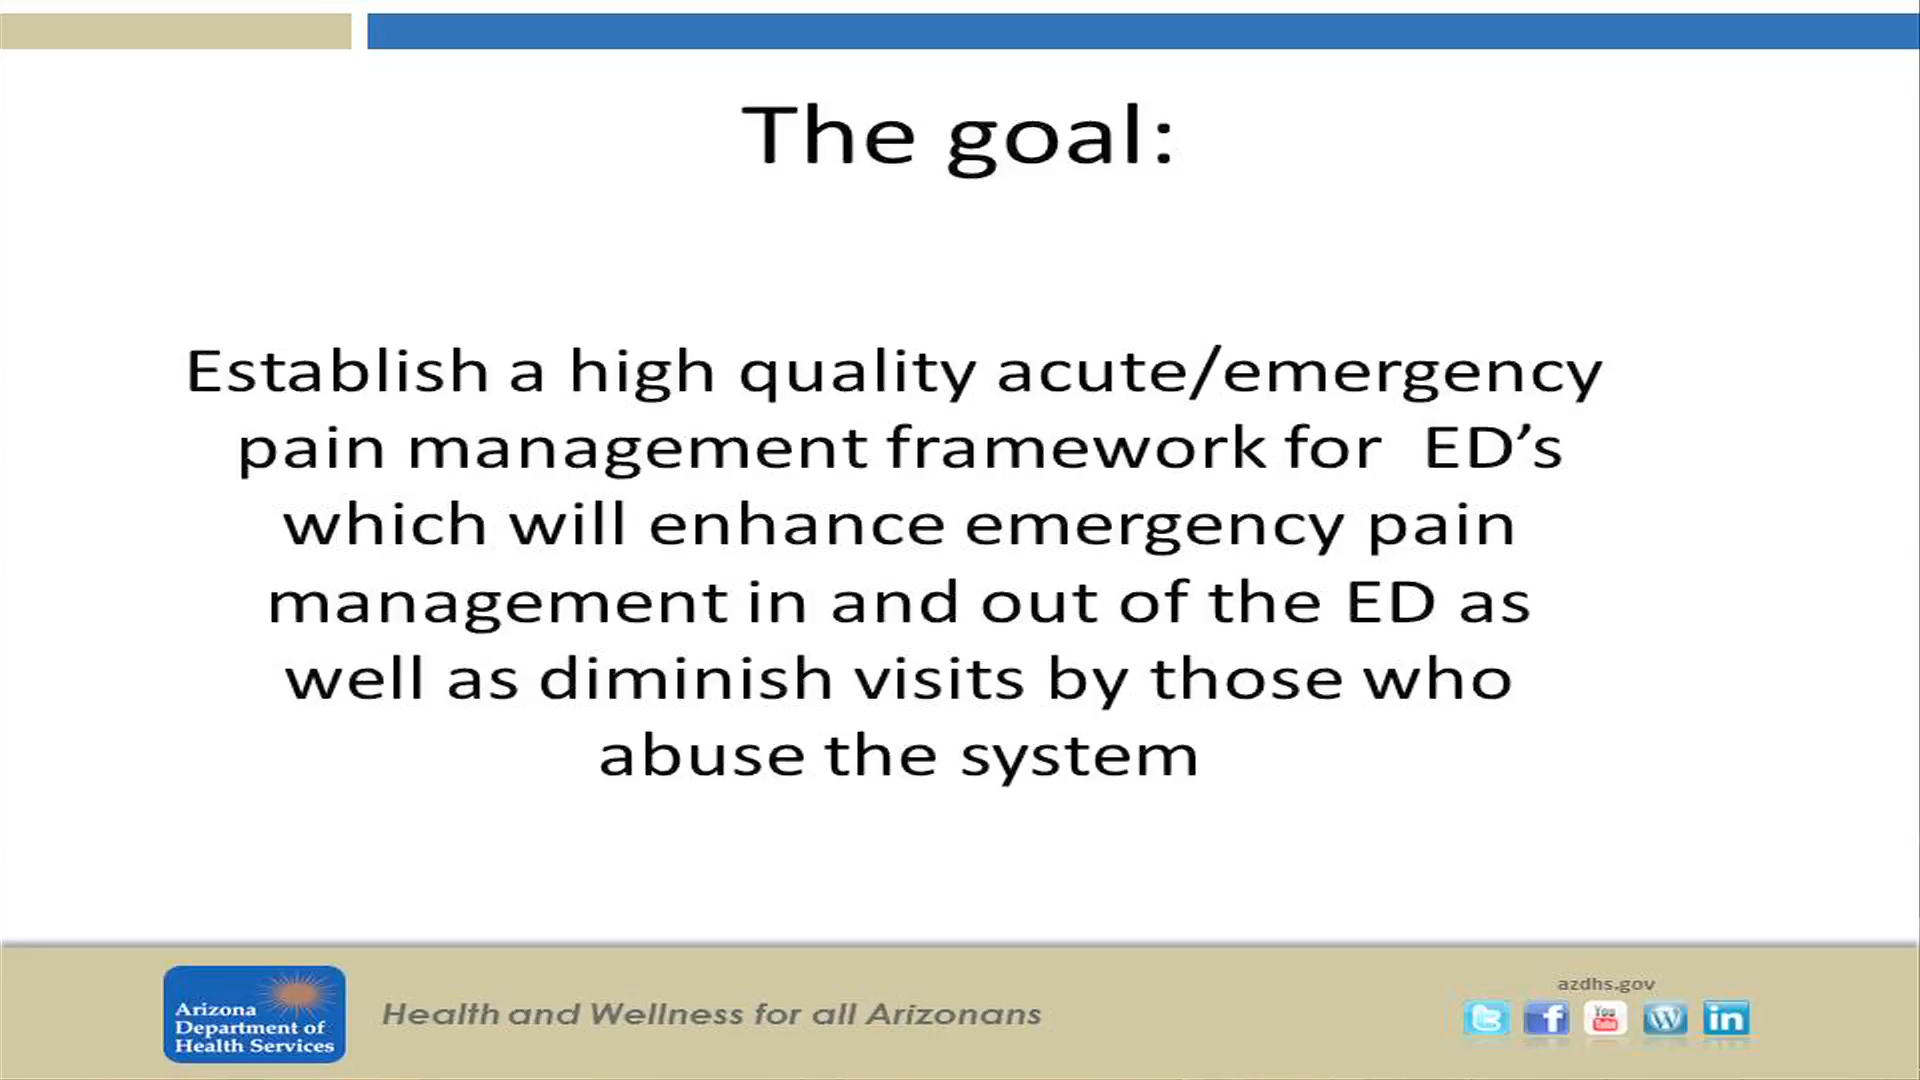 The goal:
Establish a high quality acute/emergency
pain management framework for ED’s
which will enhance emergency pain
management in and out of the ED as
well as diminish visits by those who
abuse the system
Arizona
Department of
Health Services
Health and Wellness for all Arizonans
azdhs.gov
You
Tube